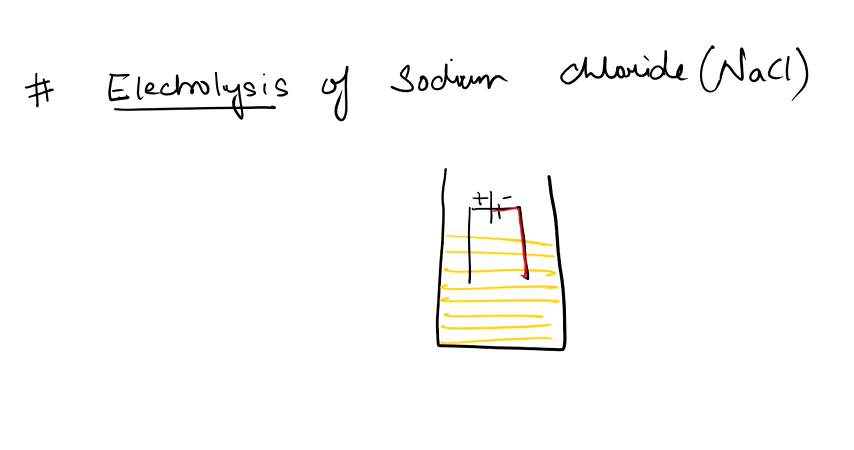 # Electrolysis of Sodium chloride (NaCl)
+ -